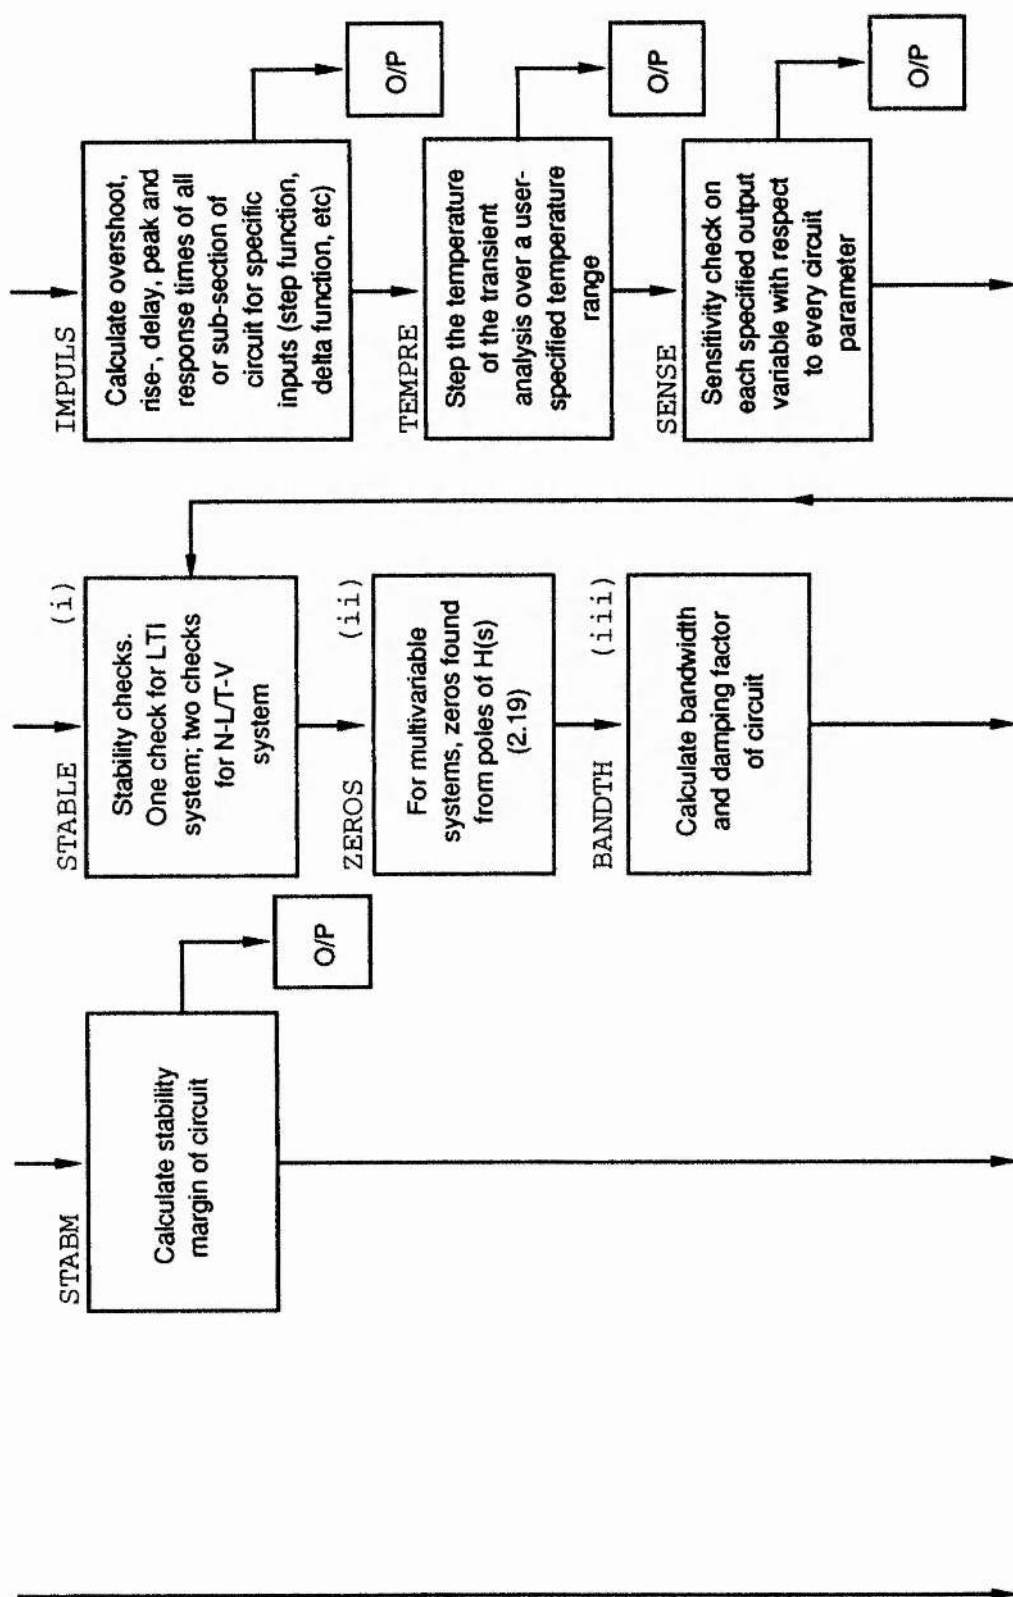 STABM
Calculate stability
margin of circuit
O/P
STABLE (i)
Stability checks.
One check for LTI
system; two checks
for N-L/T-V
system
ZEROS (ii)
For multivariable
systems, zeros found
from poles of H(s)
(2.19)
BANDTH (iii)
Calculate bandwidth
and damping factor
of circuit
IMPULS
Calculate overshoot,
rise-, delay, peak and
response times of all
or sub-section of
circuit for specific
inputs (step function,
delta function, etc)
O/P
TEMPRE
Step the temperature
of the transient
analysis over a user-
specified temperature
range
O/P
SENSE
Sensitivity check on
each specified output
variable with respect
to every circuit
parameter
O/P